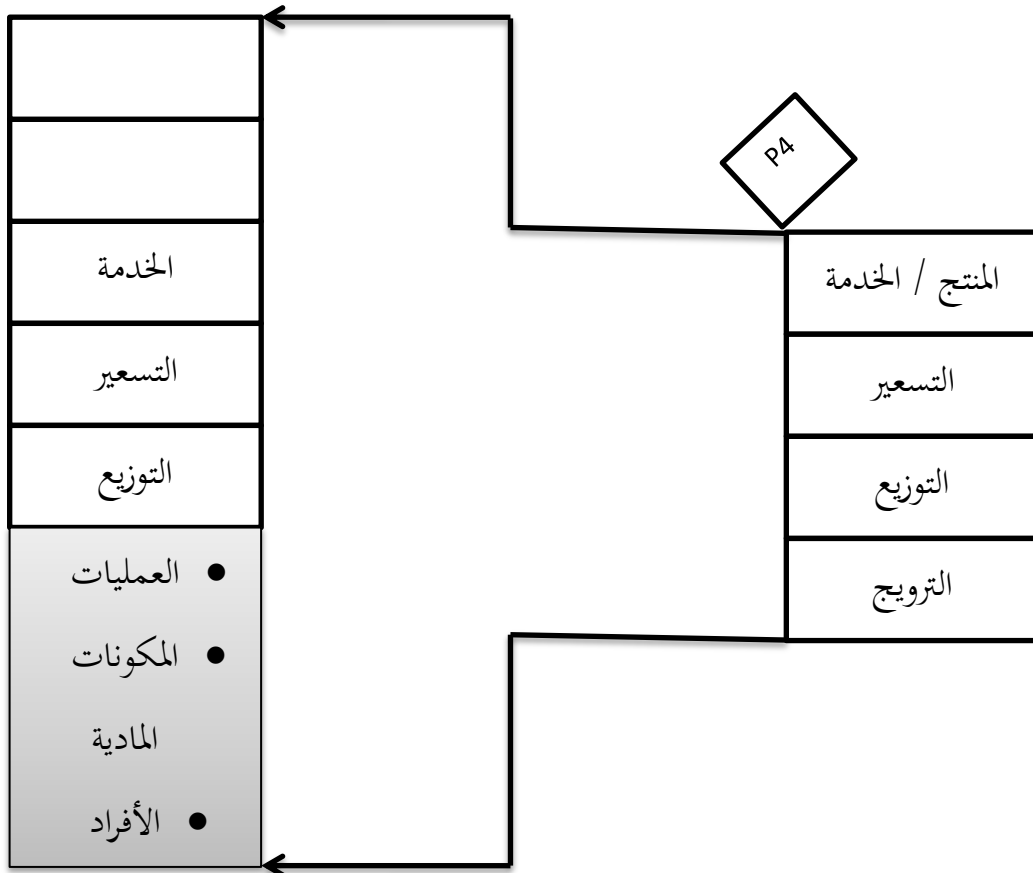 P4
المنتج / الخدمة
التسعير
التوزيع
الترويج
الخدمة
التسعير
التوزيع
● العمليات
● المكونات
المادية
● الأفراد